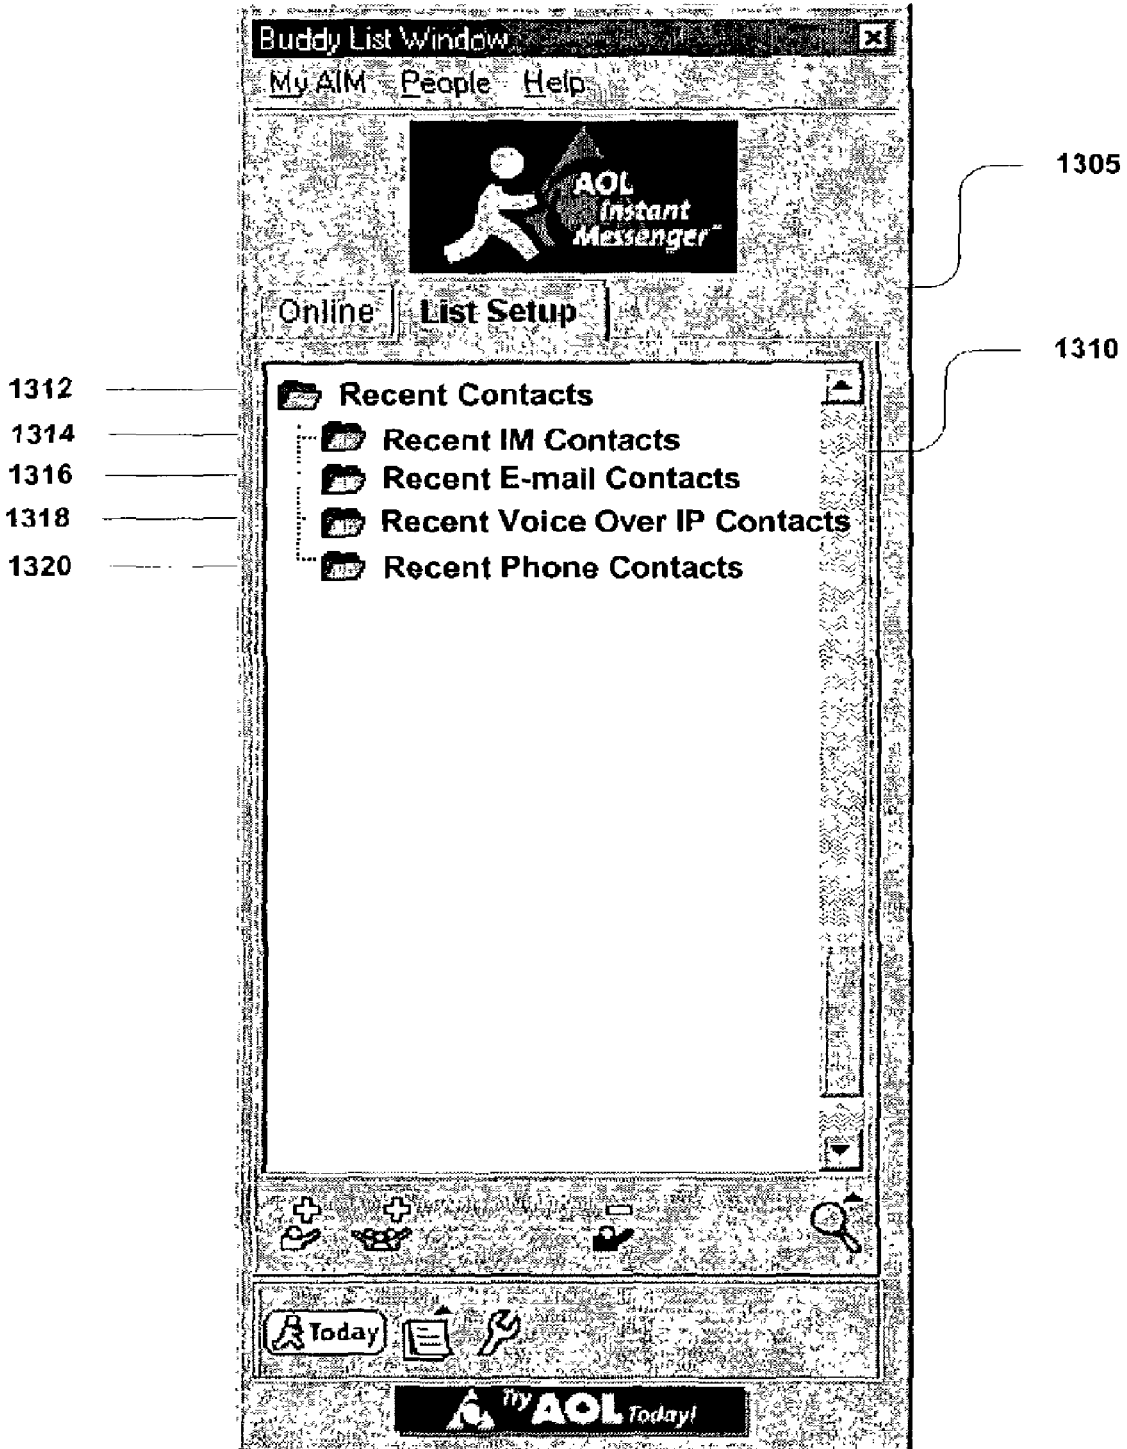 Buddy List Window
My AIM People Help
AOL
Instant
Messenger™
1305
Online List Setup
1310
1312 Recent Contacts
1314 Recent IM Contacts
1316 Recent E-mail Contacts
1318 Recent Voice Over IP Contacts
1320 Recent Phone Contacts
Today
Try AOL Today!